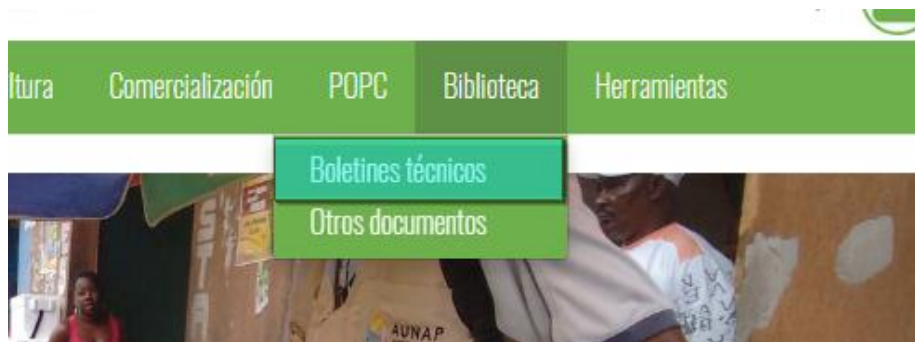 ltura Comercialización POPC Biblioteca Herramientas
Boletines técnicos
Otros documentos
AUNAP